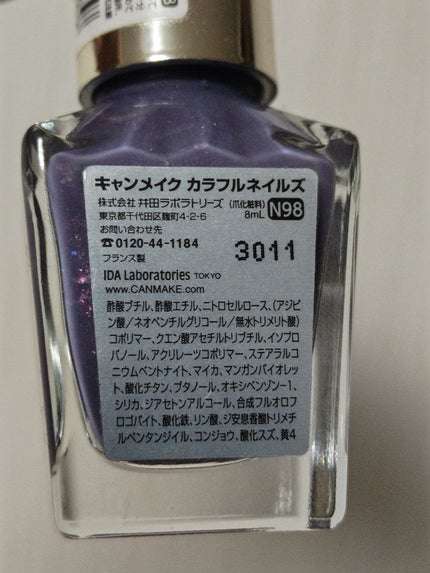 キャンメイク カラフルネイルズ
株式会社 井田ラボラトリーズ (爪化粧料)
東京都千代田区麹町4-2-6 8mL N98
お問い合わせ先
☎0120-44-1184 3011
フランス製
IDA Laboratories TOKYO
www.CANMAKE.com
酢酸ブチル、酢酸エチル、ニトロセルロース、(アジピ
ン酸/ネオペンチルグリコール/無水トリメリト酸)
コポリマー、クエン酸アセチルトリブチル、イソプロ
パノール、アクリレーツコポリマー、ステアラルコ
ニウムベントナイト、マイカ、マンガンバイオレッ
ト、酸化チタン、ブタノール、オキシベンゾン-1、
シリカ、ジアセトンアルコール、合成フルオロフ
ロゴパイト、酸化鉄、リン酸、ジ安息香酸トリメチ
ルペンタンジイル、コンジョウ、酸化スズ、黄4